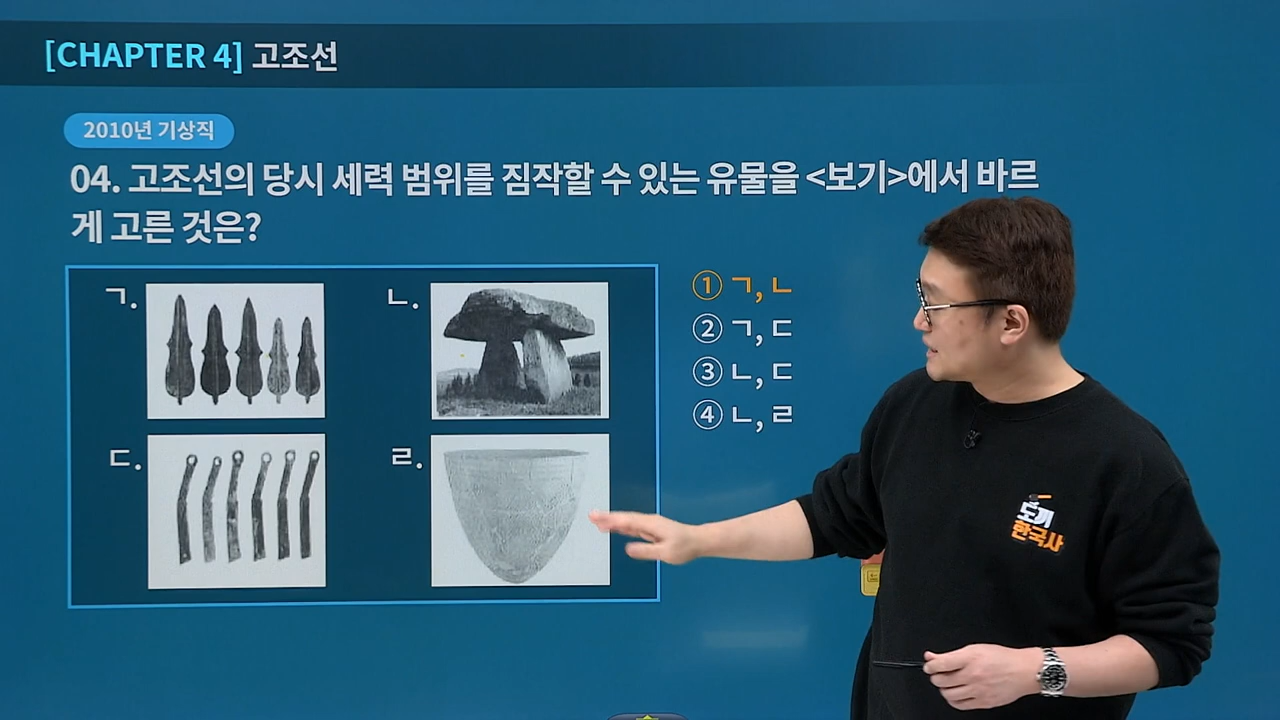 [CHAPTER 4] 고조선
2010년 기상직
04. 고조선의 당시 세력 범위를 짐작할 수 있는 유물을 <보기>에서 바르
게 고른 것은?
ㄱ.
ㄴ.
ㄷ.
ㄹ.
① ㄱ, ㄴ
② ㄱ, ㄷ
③ ㄴ, ㄷ
④ ㄴ, ㄹ
도끼
한국사